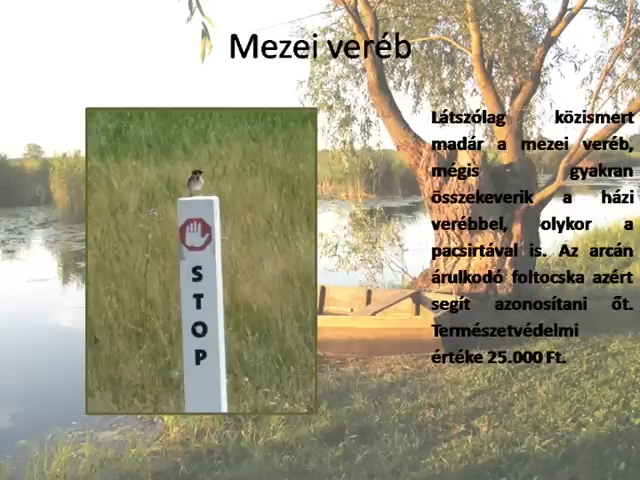 Mezei veréb
Látszólag közismert
madár a mezei veréb,
mégis gyakran
összekeverik a házi
verébbel, olykor a
pacsirtával is. Az arcán
árulkodó foltocska azért
segít azonosítani őt.
Természetvédelmi
értéke 25.000 Ft.
STOP